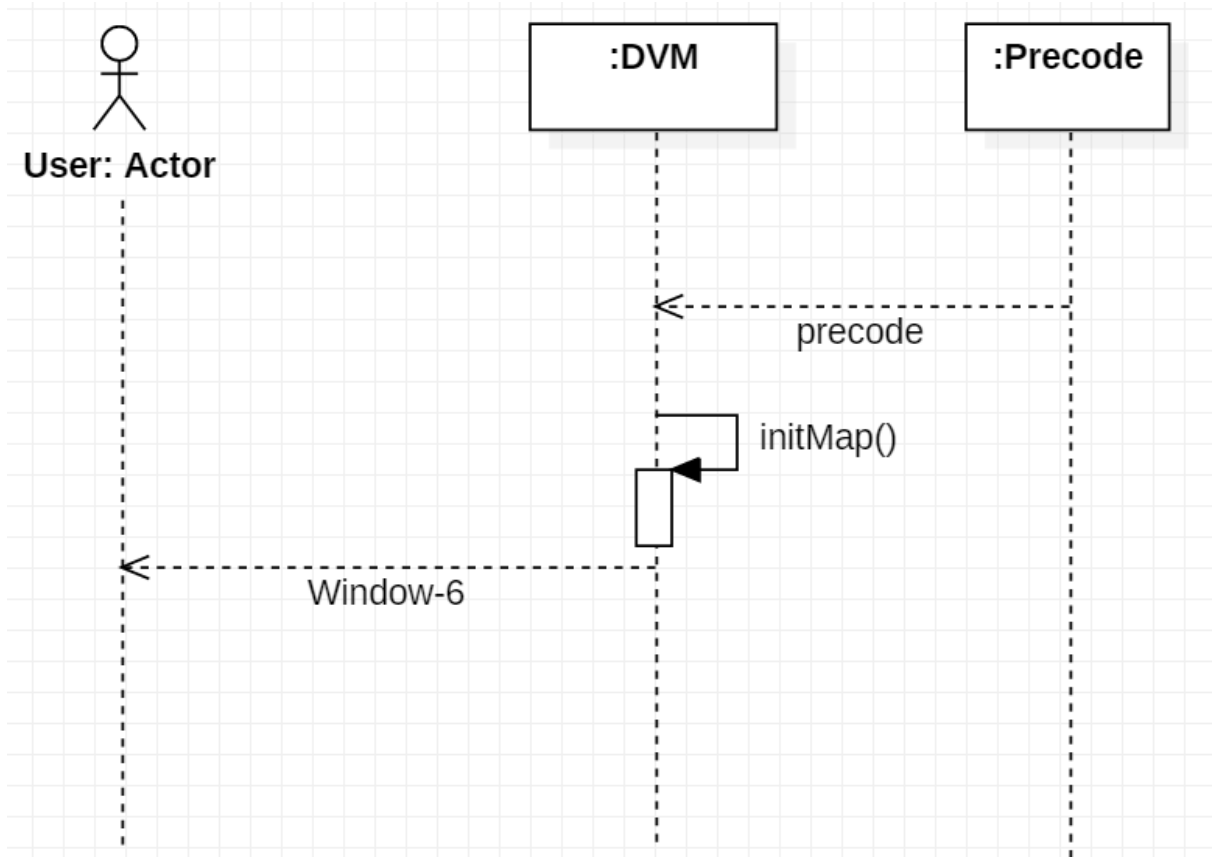 :DVM
:Precode
User: Actor
precode
initMap()
Window-6